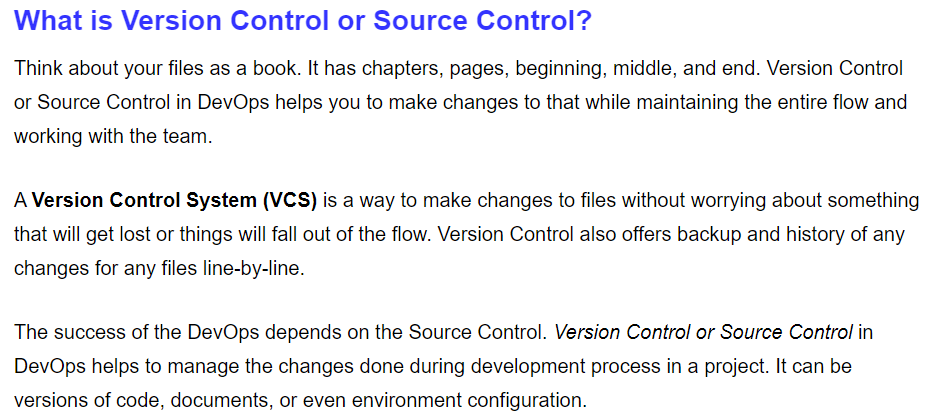 What is Version Control or Source Control?
Think about your files as a book. It has chapters, pages, beginning, middle, and end. Version Control
or Source Control in DevOps helps you to make changes to that while maintaining the entire flow and
working with the team.
A Version Control System (VCS) is a way to make changes to files without worrying about something
that will get lost or things will fall out of the flow. Version Control also offers backup and history of any
changes for any files line-by-line.
The success of the DevOps depends on the Source Control. Version Control or Source Control in
DevOps helps to manage the changes done during development process in a project. It can be
versions of code, documents, or even environment configuration.